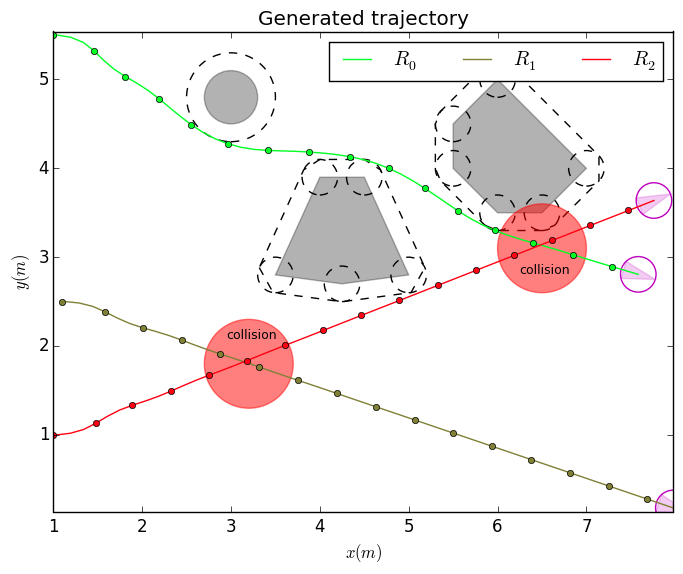 Generated trajectory
R0 R1 R2
5
4
3
2
1
collision
collision
1 2 3 4 5 6 7
x(m)
y(m)